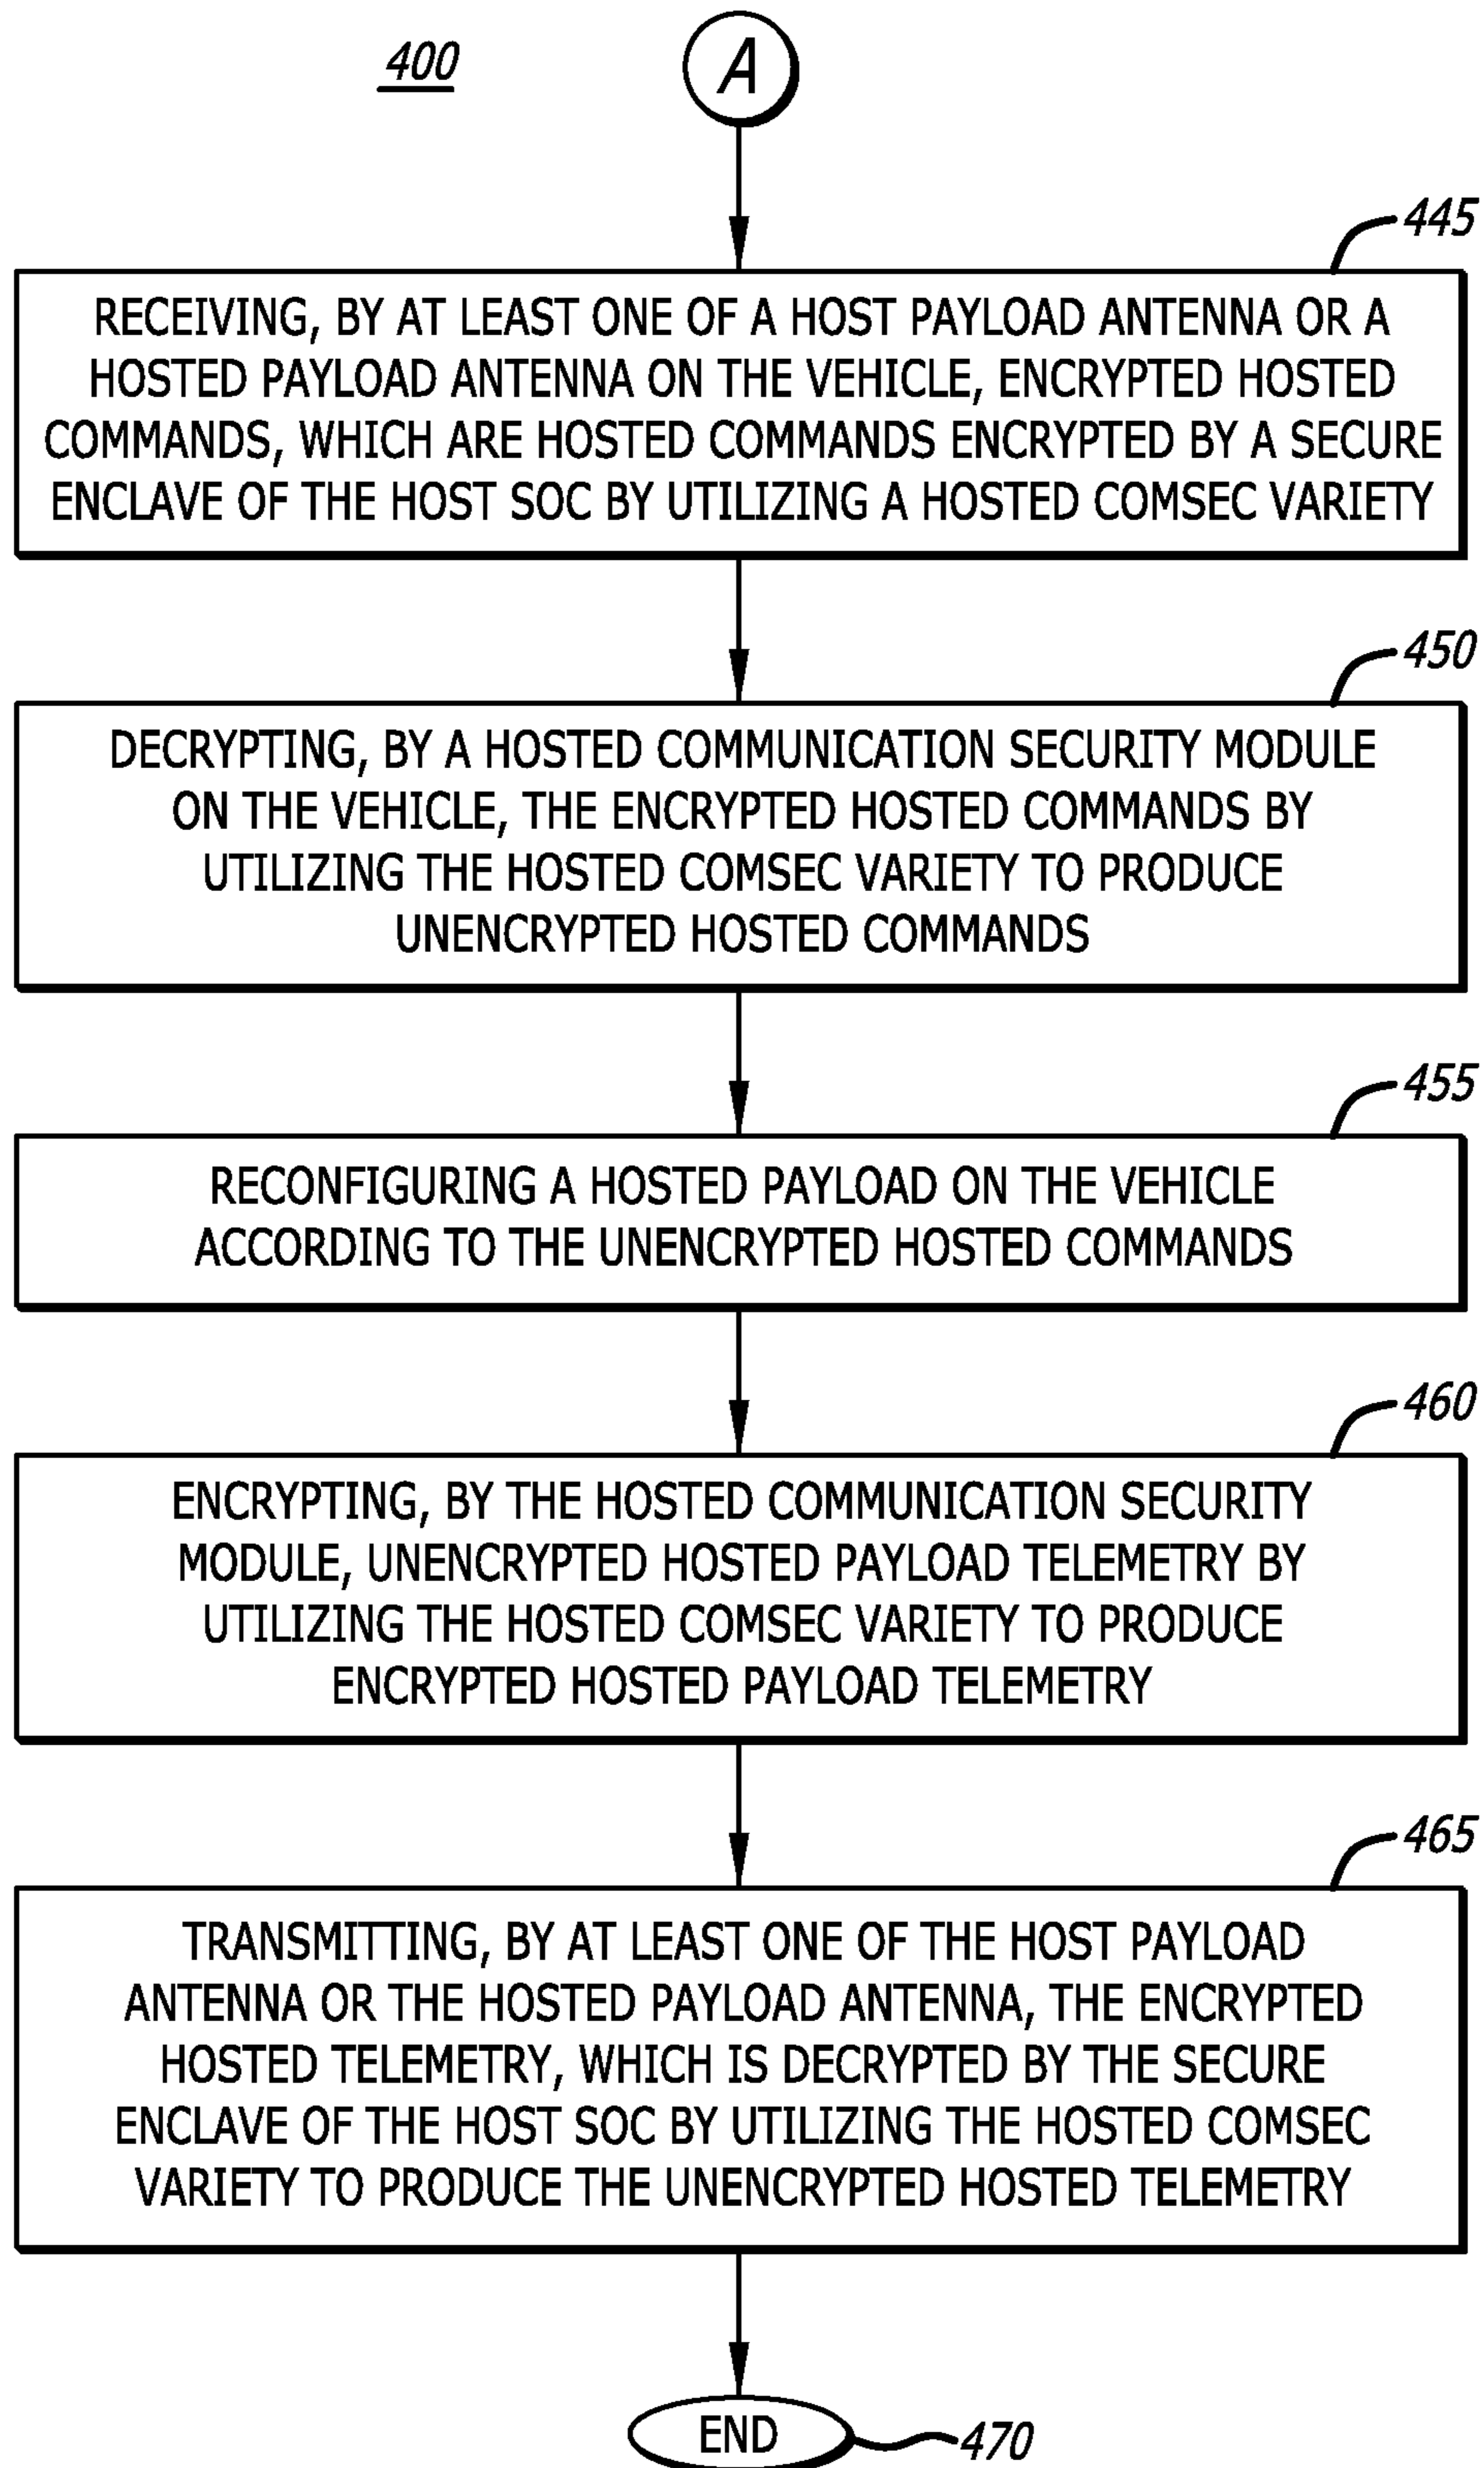 400
A
445
RECEIVING, BY AT LEAST ONE OF A HOST PAYLOAD ANTENNA OR A
HOSTED PAYLOAD ANTENNA ON THE VEHICLE, ENCRYPTED HOSTED
COMMANDS, WHICH ARE HOSTED COMMANDS ENCRYPTED BY A SECURE
ENCLAVE OF THE HOST SOC BY UTILIZING A HOSTED COMSEC VARIETY
450
DECRYPTING, BY A HOSTED COMMUNICATION SECURITY MODULE
ON THE VEHICLE, THE ENCRYPTED HOSTED COMMANDS BY
UTILIZING THE HOSTED COMSEC VARIETY TO PRODUCE
UNENCRYPTED HOSTED COMMANDS
455
RECONFIGURING A HOSTED PAYLOAD ON THE VEHICLE
ACCORDING TO THE UNENCRYPTED HOSTED COMMANDS
460
ENCRYPTING, BY THE HOSTED COMMUNICATION SECURITY
MODULE, UNENCRYPTED HOSTED PAYLOAD TELEMETRY BY
UTILIZING THE HOSTED COMSEC VARIETY TO PRODUCE
ENCRYPTED HOSTED PAYLOAD TELEMETRY
465
TRANSMITTING, BY AT LEAST ONE OF THE HOST PAYLOAD
ANTENNA OR THE HOSTED PAYLOAD ANTENNA, THE ENCRYPTED
HOSTED TELEMETRY, WHICH IS DECRYPTED BY THE SECURE
ENCLAVE OF THE HOST SOC BY UTILIZING THE HOSTED COMSEC
VARIETY TO PRODUCE THE UNENCRYPTED HOSTED TELEMETRY
END
470